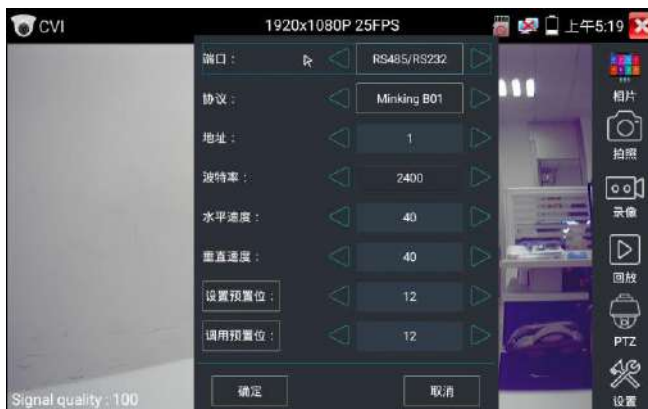 CVI
1920x1080P 25FPS
上午5:19
端口：
RS485/RS232
协议：
Minking B01
地址：
1
波特率：
2400
水平速度：
40
垂直速度：
40
设置预置位：
12
调用预置位：
12
确定
取消
相片
拍照
录像
回放
PTZ
设置
Signal quality : 100